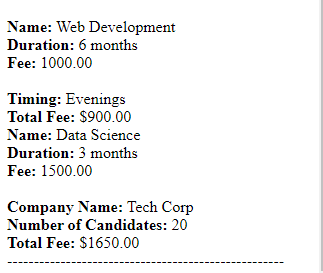 Name: Web Development
Duration: 6 months
Fee: 1000.00
Timing: Evenings
Total Fee: $900.00
Name: Data Science
Duration: 3 months
Fee: 1500.00
Company Name: Tech Corp
Number of Candidates: 20
Total Fee: $1650.00
----------------------------------------------------